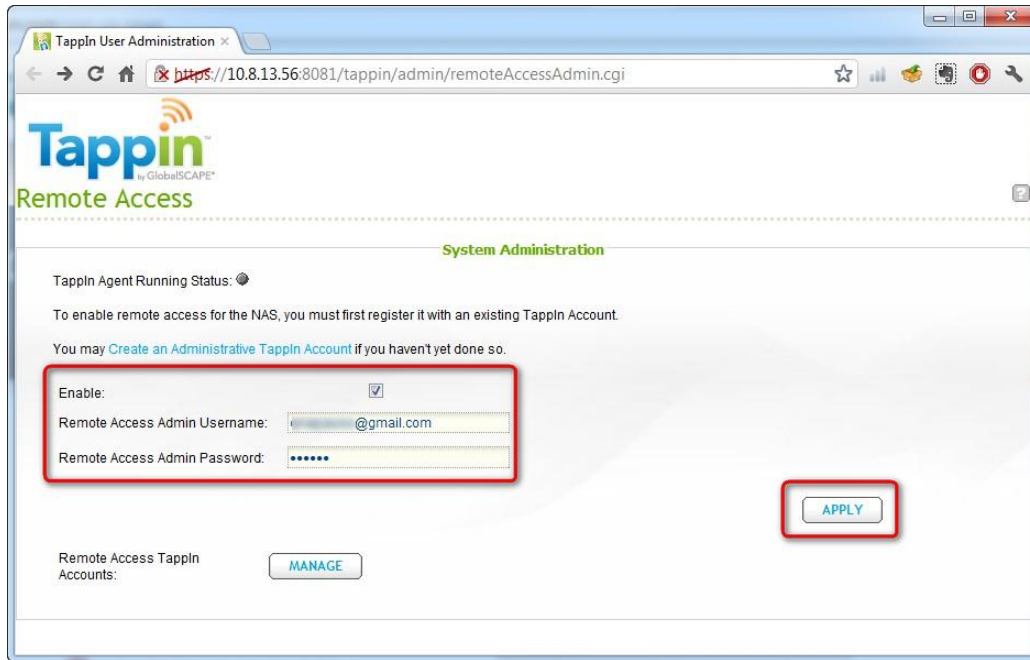 TappIn User Administration
https://10.8.13.56:8081/tappin/admin/remoteAccessAdmin.cgi
Tappin™
by GlobalSCAPE®
Remote Access
System Administration
TappIn Agent Running Status:
To enable remote access for the NAS, you must first register it with an existing TappIn Account.
You may Create an Administrative TappIn Account if you haven't yet done so.
Enable:
Remote Access Admin Username: @gmail.com
Remote Access Admin Password: ••••••
APPLY
Remote Access TappIn
Accounts:
MANAGE